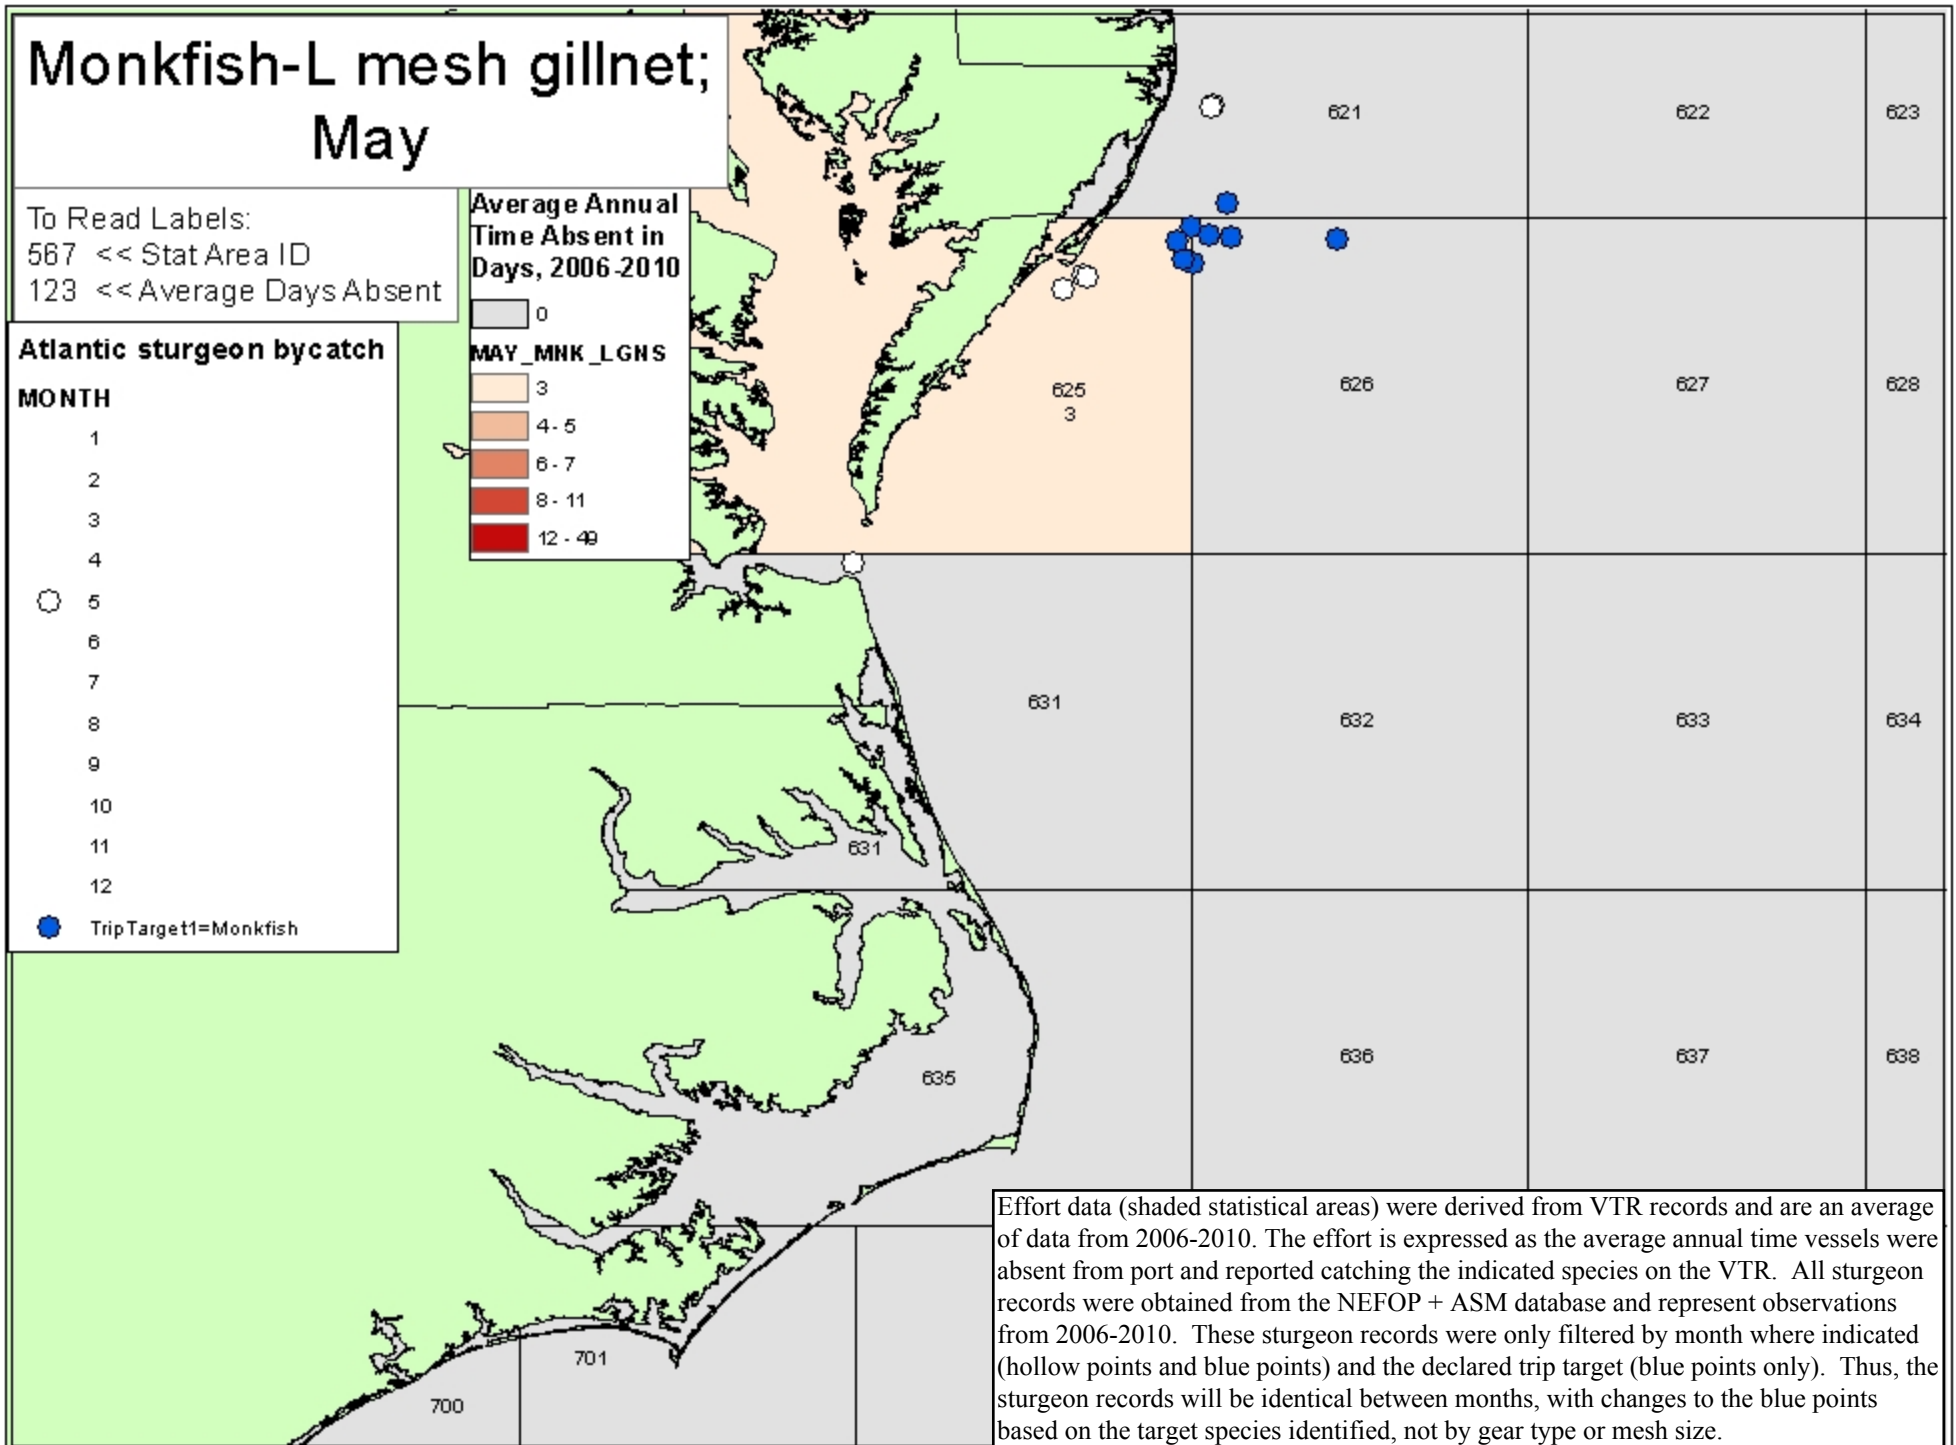 Monkfish-L mesh gillnet;
May
To Read Labels:
567 << Stat Area ID
123 << Average Days Absent
Average Annual
Time Absent in
Days, 2006-2010
0
MAY_MNK_LGNS
3
4 - 5
6 - 7
8 - 11
12 - 49
Atlantic sturgeon bycatch
MONTH
1
2
3
4
5
6
7
8
9
10
11
12
TripTarget1=Monkfish
621
622
623
625
3
626
627
628
631
632
633
634
631
635
636
637
638
701
700
Effort data (shaded statistical areas) were derived from VTR records and are an average
of data from 2006-2010. The effort is expressed as the average annual time vessels were
absent from port and reported catching the indicated species on the VTR.  All sturgeon
records were obtained from the NEFOP + ASM database and represent observations
from 2006-2010.  These sturgeon records were only filtered by month where indicated
(hollow points and blue points) and the declared trip target (blue points only).  Thus, the
sturgeon records will be identical between months, with changes to the blue points
based on the target species identified, not by gear type or mesh size.